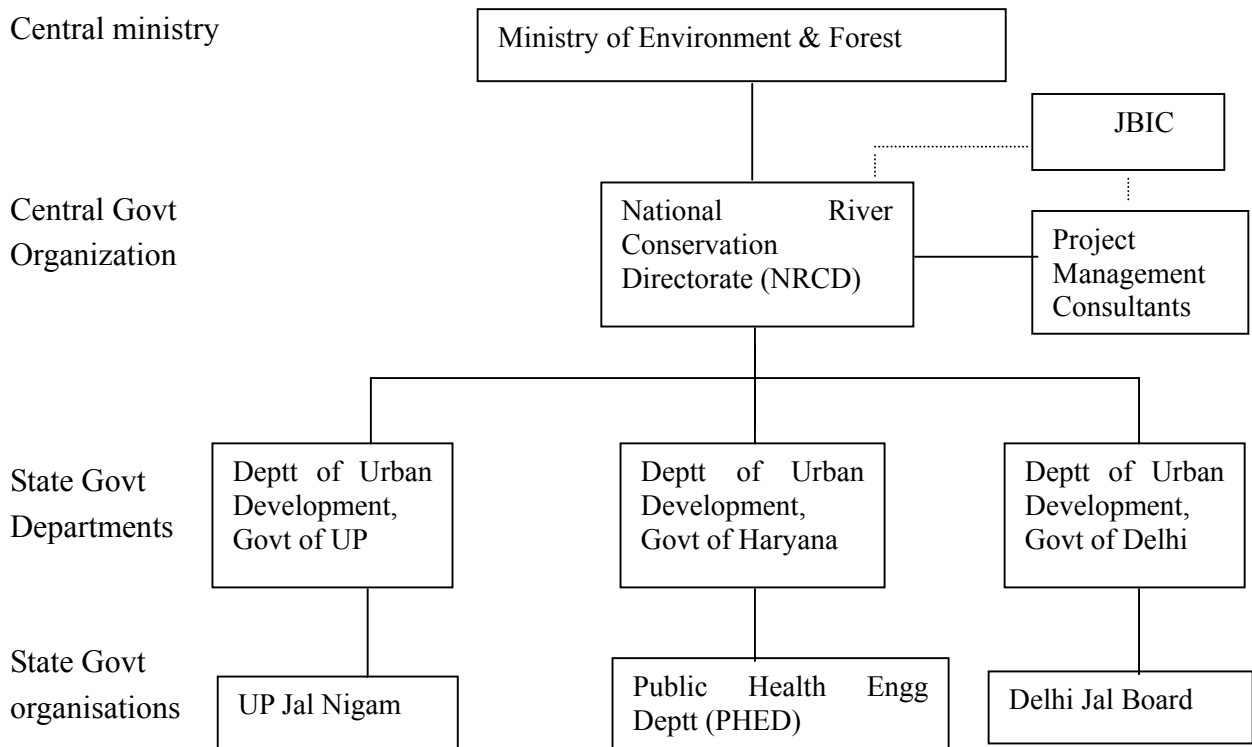 Central ministry
Ministry of Environment & Forest
JBIC
Central Govt
Organization
National River
Conservation
Directorate (NRCD)
Project
Management
Consultants
State Govt
Departments
Deptt of Urban
Development,
Govt of UP
Deptt of Urban
Development,
Govt of Haryana
Deptt of Urban
Development,
Govt of Delhi
State Govt
organisations
UP Jal Nigam
Public Health Engg
Deptt (PHED)
Delhi Jal Board